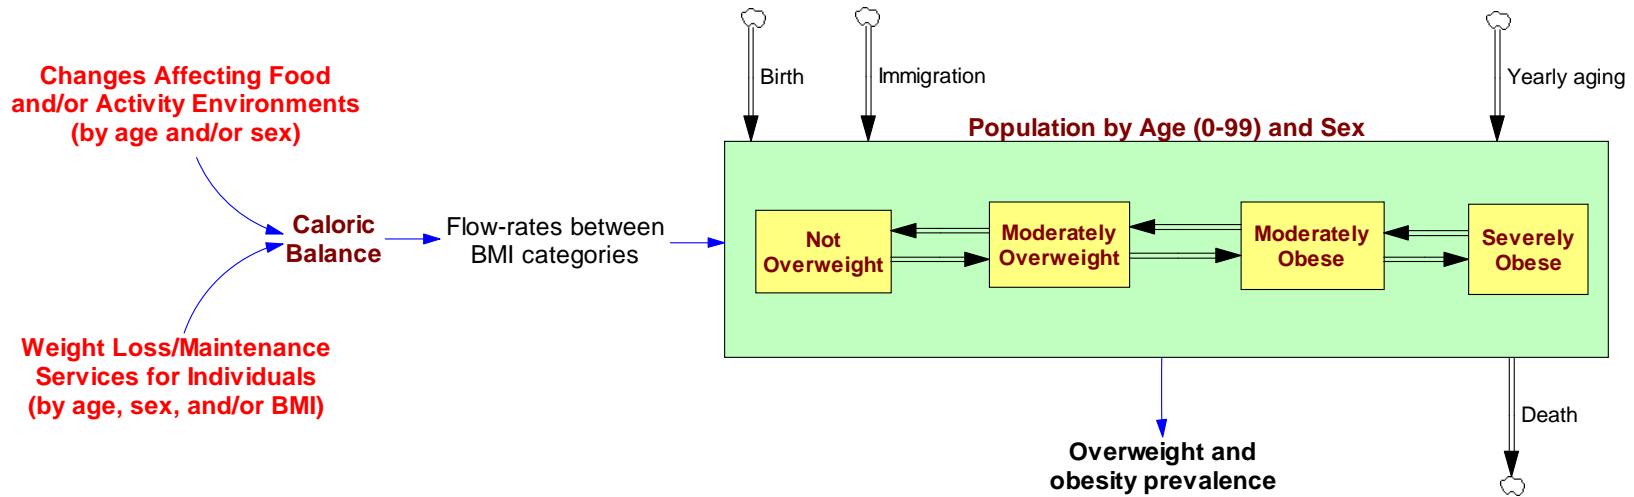 Changes Affecting Food
and/or Activity Environments
(by age and/or sex)
Weight Loss/Maintenance
Services for Individuals
(by age, sex, and/or BMI)
Caloric
Balance
Flow-rates between
BMI categories
Birth
Immigration
Yearly aging
Population by Age (0-99) and Sex
Not
Overweight
Moderately
Overweight
Moderately
Obese
Severely
Obese
Death
Overweight and
obesity prevalence